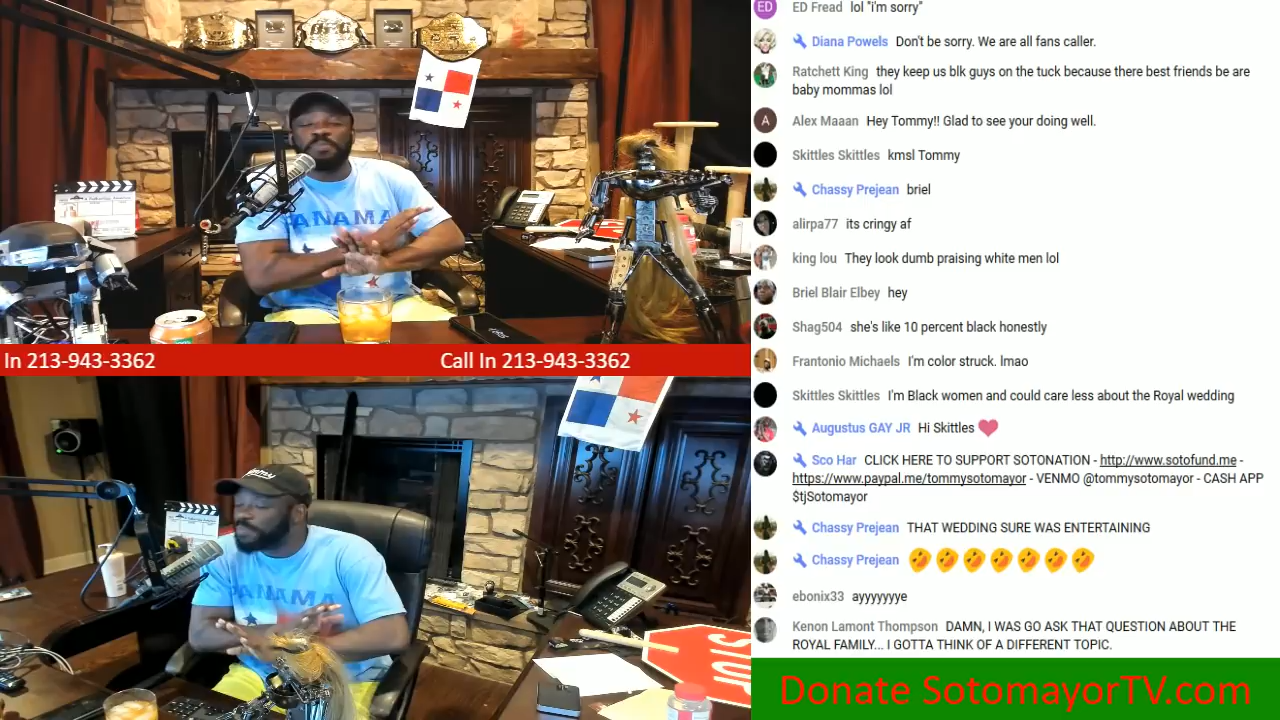 PANAMA
In 213-943-3362
Call In 213-943-3362
PANAMA
STOP
ED
ED Fread lol "i'm sorry"
Diana Powels Don't be sorry. We are all fans caller.
Ratchett King they keep us blk guys on the tuck because there best friends be are
baby mommas lol
A
Alex Maaan Hey Tommy!! Glad to see your doing well.
Skittles Skittles kmsl Tommy
Chassy Prejean briel
alirpa77 its cringy af
king lou They look dumb praising white men lol
Briel Blair Elbey hey
Shag504 she's like 10 percent black honestly
Frantonio Michaels I'm color struck. lmao
Skittles Skittles I'm Black women and could care less about the Royal wedding
Augustus GAY JR Hi Skittles
Sco Har CLICK HERE TO SUPPORT SOTONATION - http://www.sotofund.me -
https://www.paypal.me/tommysotomayor - VENMO @tommysotomayor - CASH APP
$tjSotomayor
Chassy Prejean THAT WEDDING SURE WAS ENTERTAINING
Chassy Prejean
ebonix33 ayyyyyyye
Kenon Lamont Thompson DAMN, I WAS GO ASK THAT QUESTION ABOUT THE
ROYAL FAMILY... I GOTTA THINK OF A DIFFERENT TOPIC.
Donate SotomayorTV.com